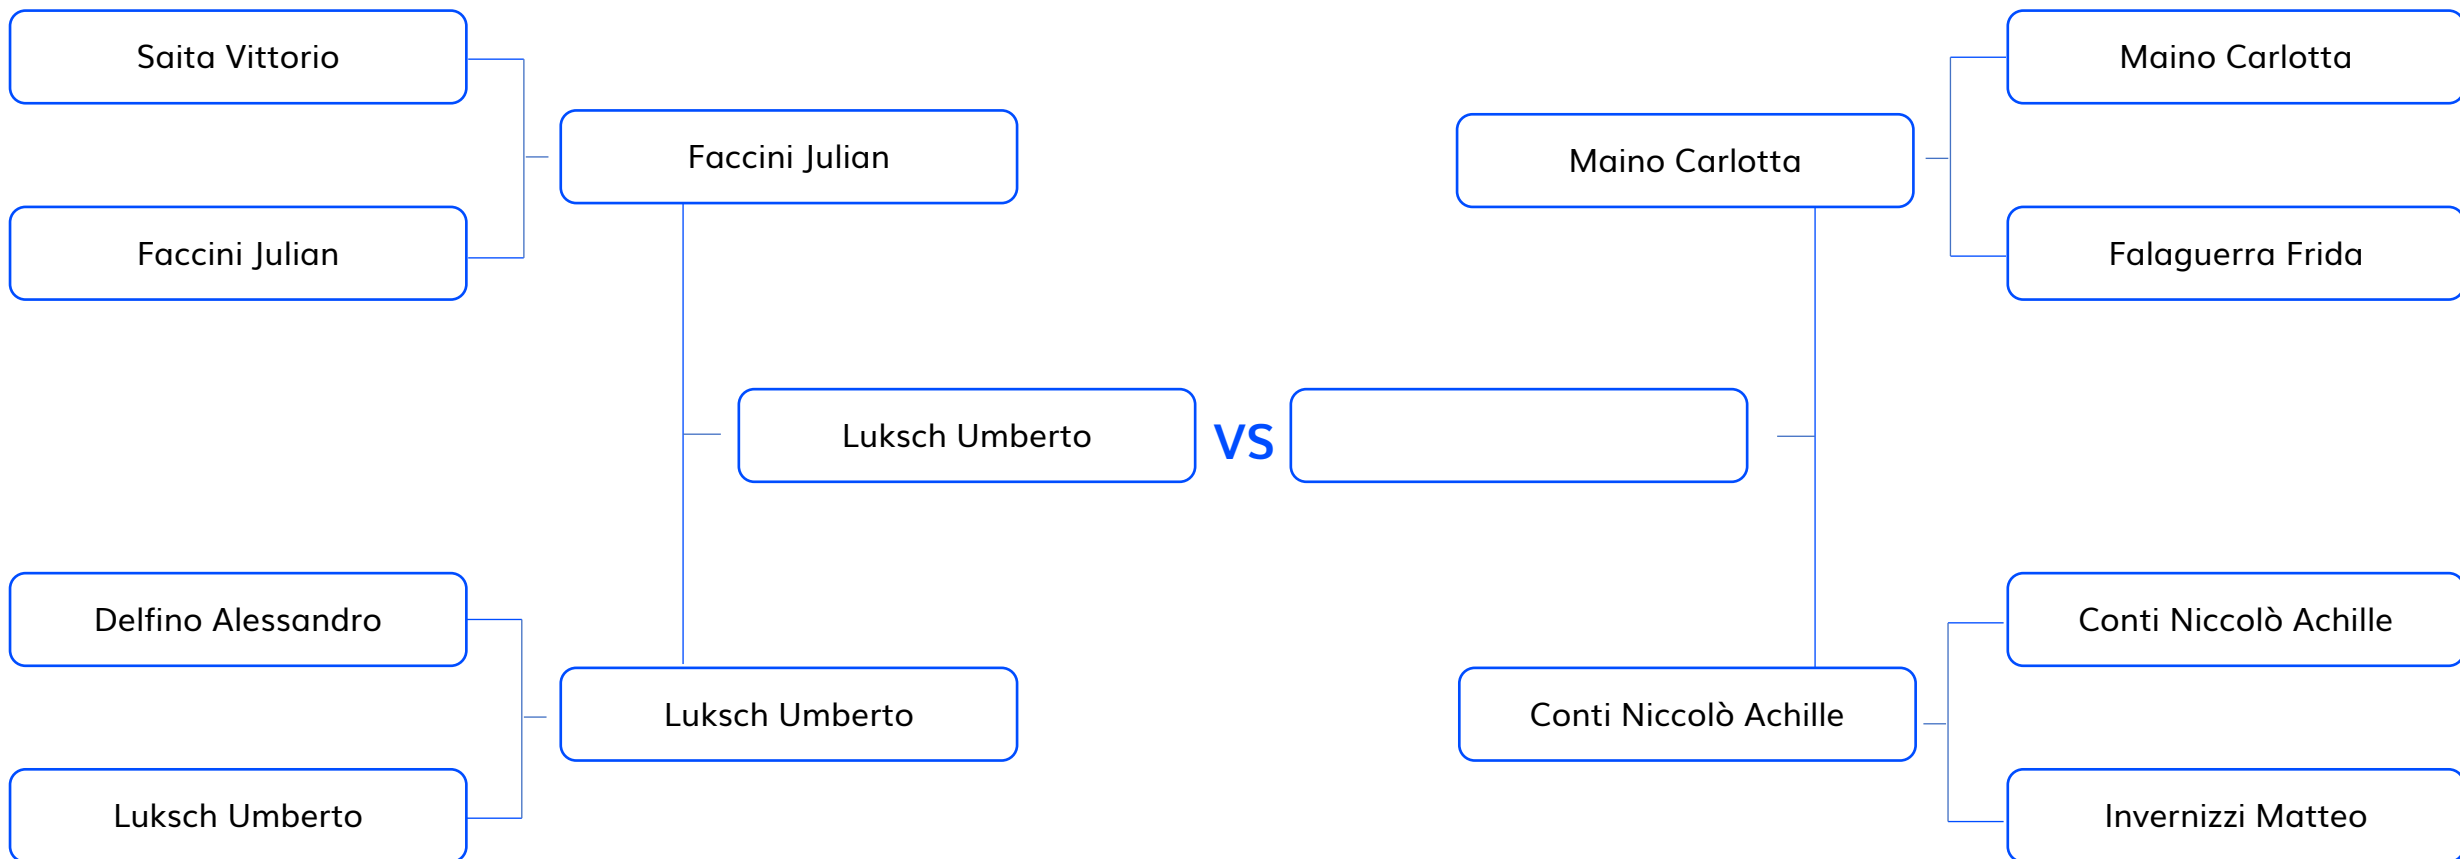 Saita Vittorio
Maino Carlotta
Faccini Julian
Maino Carlotta
Faccini Julian
Falaguerra Frida
Luksch Umberto
VS
Delfino Alessandro
Conti Niccolò Achille
Luksch Umberto
Conti Niccolò Achille
Luksch Umberto
Invernizzi Matteo